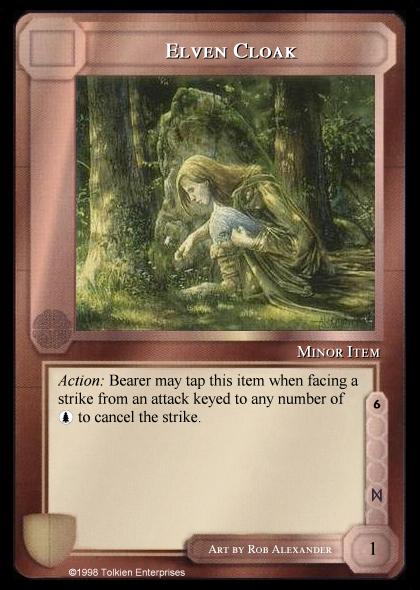 Elven Cloak
Minor Item
Action: Bearer may tap this item when facing a
strike from an attack keyed to any number of
to cancel the strike.
6
ᛞ
Art by Rob Alexander
1
©1998 Tolkien Enterprises